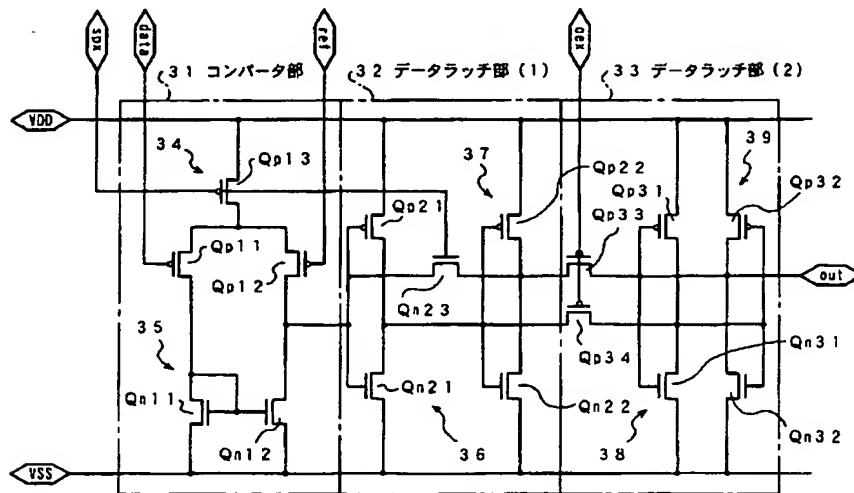 spx
data
ref
oex
31 コンパータ部
32 データラッチ部 (1)
33 データラッチ部 (2)
VDD
34
Qp13
37
Qp22
39
Qp31
Qp32
Qp21
Qp33
Qp11
Qp12
Qn23
out
Qp34
35
Qn31
Qn11
Qn21
Qn22
Qn12
36
38
Qn32
VSS